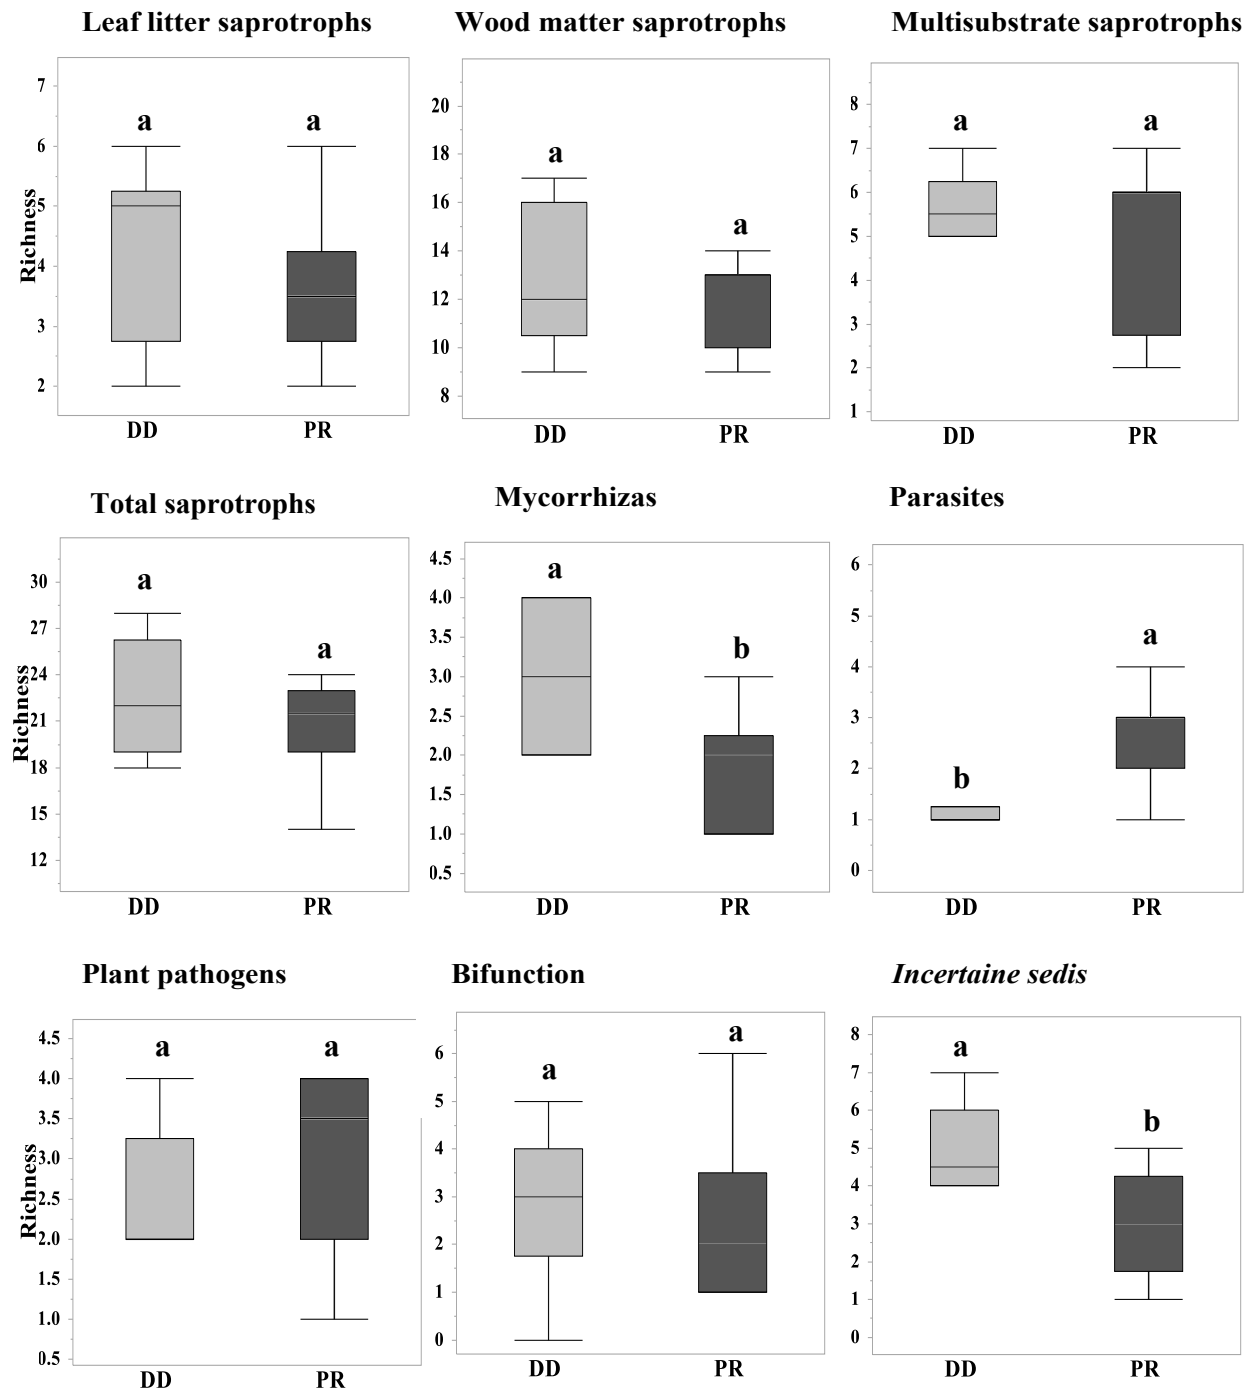 Leaf litter saprotrophs
Wood matter saprotrophs
Multisubstrate saprotrophs
Richness
7
6
5
4
3
2
a
a
DD
PR
20
18
16
14
12
10
8
a
a
DD
PR
8
7
6
5
4
3
2
1
a
a
DD
PR
Total saprotrophs
Mycorrhizas
Parasites
Richness
30
27
24
21
18
15
12
a
a
DD
PR
4.5
4.0
3.5
3.0
2.5
2.0
1.5
1.0
0.5
a
b
DD
PR
6
5
4
3
2
1
0
b
a
DD
PR
Plant pathogens
Bifunction
Incertaine sedis
Richness
4.5
4.0
3.5
3.0
2.5
2.0
1.5
1.0
0.5
a
a
DD
PR
6
5
4
3
2
1
0
a
a
DD
PR
8
7
6
5
4
3
2
1
0
a
b
DD
PR